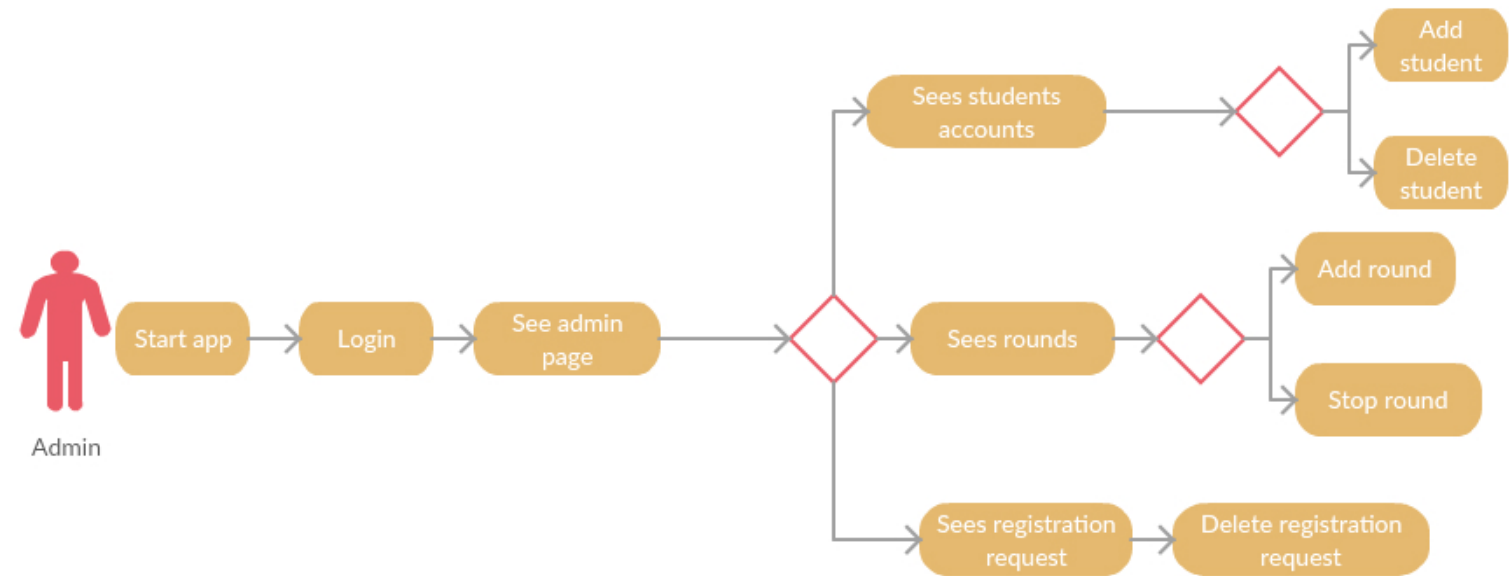 Admin
Start app
Login
See admin
page
Sees students
accounts
Add
student
Delete
student
Sees rounds
Add round
Stop round
Sees registration
request
Delete registration
request